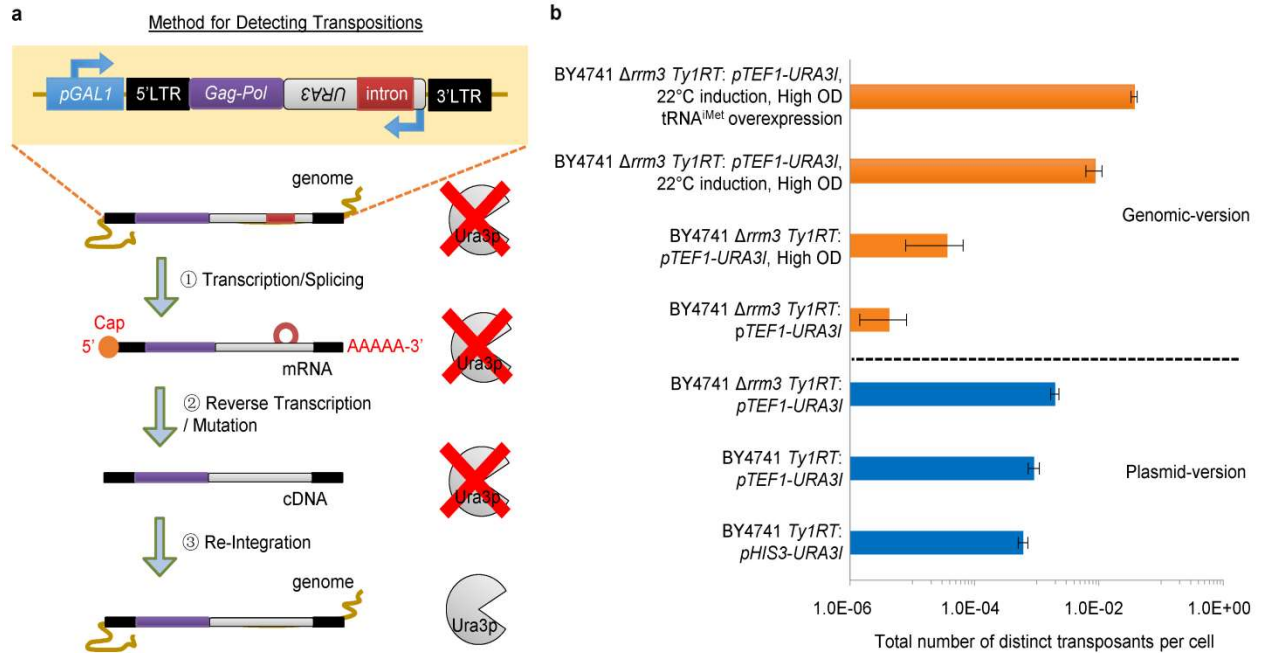 a
Method for Detecting Transpositions
pGAL1
5'LTR
Gag-Pol
URA3
intron
3'LTR
genome
Ura3p
① Transcription/Splicing
Cap
5'
AAAAA-3'
mRNA
Ura3p
② Reverse Transcription
/ Mutation
cDNA
Ura3p
③ Re-Integration
genome
Ura3p
b
BY4741 Δrrm3 Ty1RT: pTEF1-URA3I,
22°C induction, High OD
tRNAiMet overexpression
BY4741 Δrrm3 Ty1RT: pTEF1-URA3I,
22°C induction, High OD
BY4741 Δrrm3 Ty1RT:
pTEF1-URA3I, High OD
BY4741 Δrrm3 Ty1RT:
pTEF1-URA3I
Genomic-version
BY4741 Δrrm3 Ty1RT:
pTEF1-URA3I
BY4741 Ty1RT:
pTEF1-URA3I
BY4741 Ty1RT:
pHIS3-URA3I
Plasmid-version
1.0E-06 1.0E-04 1.0E-02 1.0E+00
Total number of distinct transposants per cell